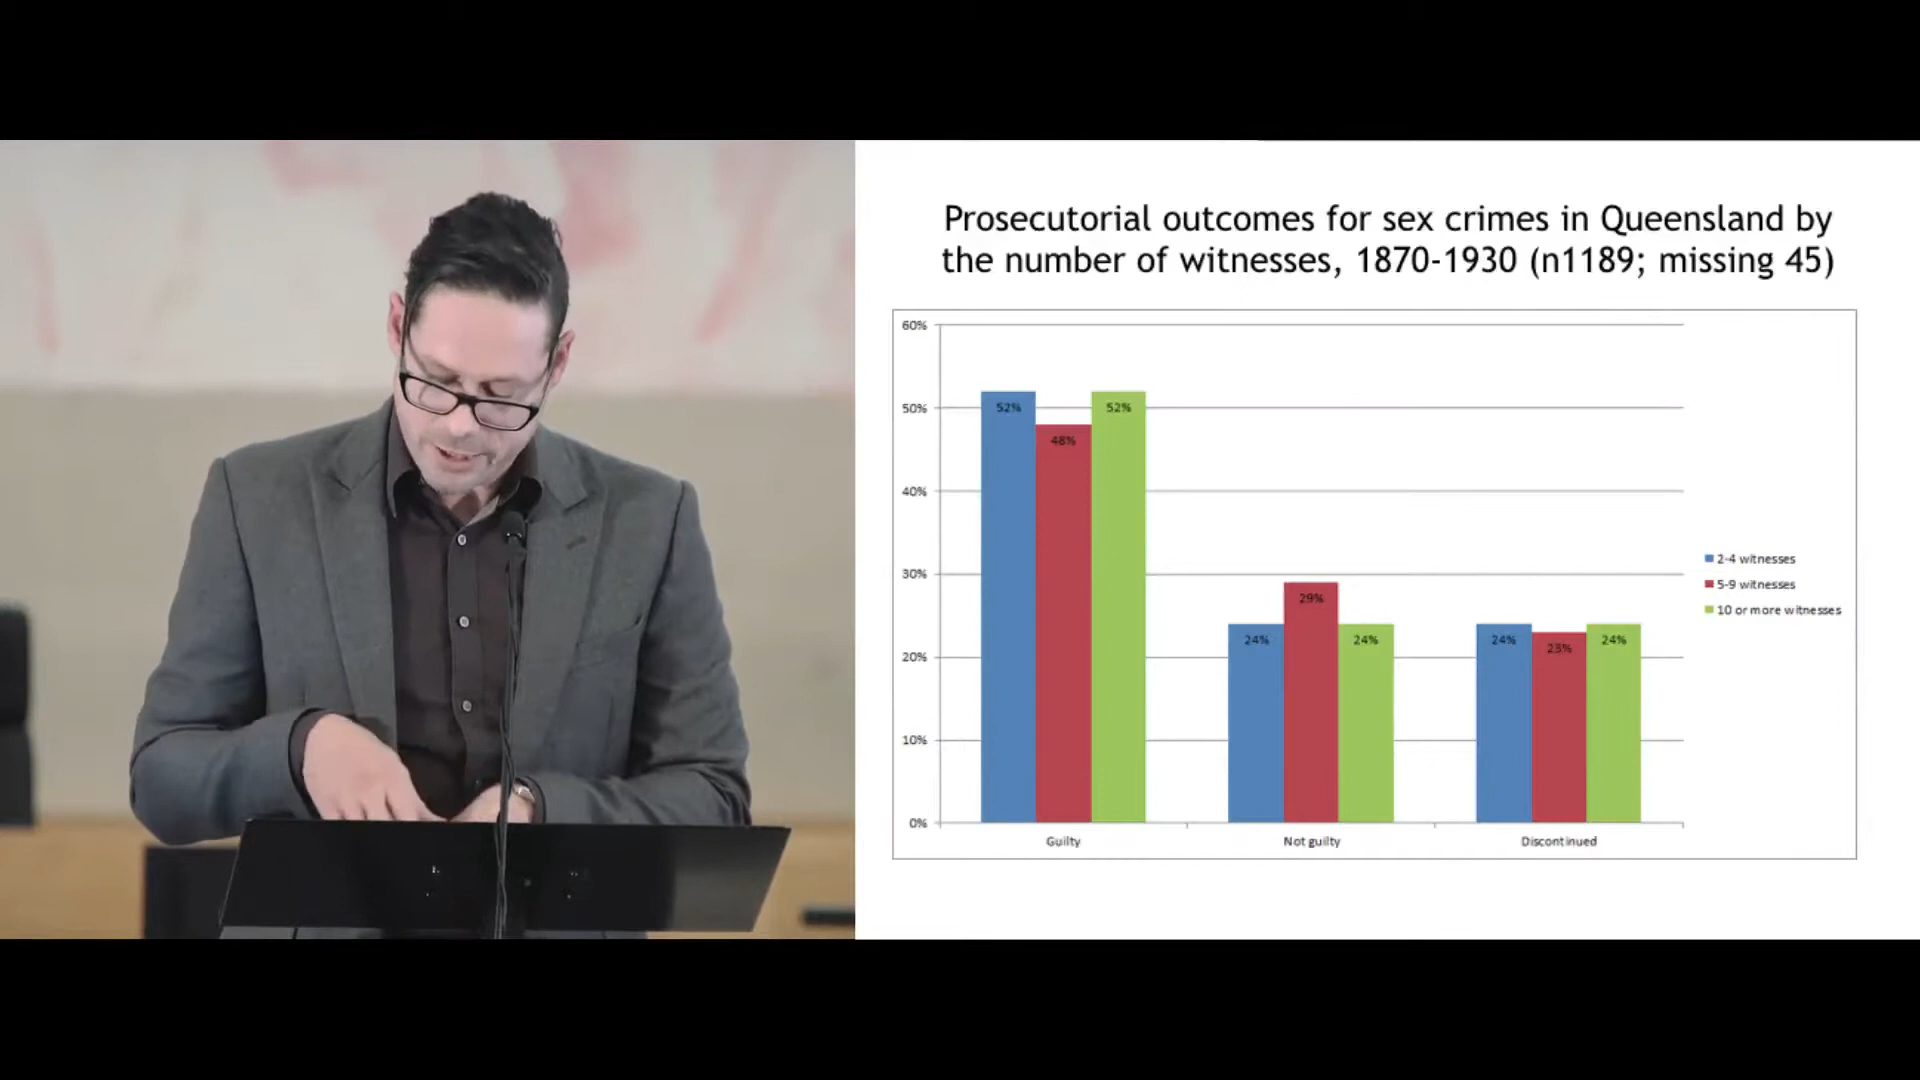 Prosecutorial outcomes for sex crimes in Queensland by
the number of witnesses, 1870-1930 (n1189; missing 45)
60%
50%
40%
30%
20%
10%
0%
52%
48%
52%
24%
29%
24%
24%
23%
24%
Guilty
Not guilty
Discontinued
2-4 witnesses
5-9 witnesses
10 or more witnesses